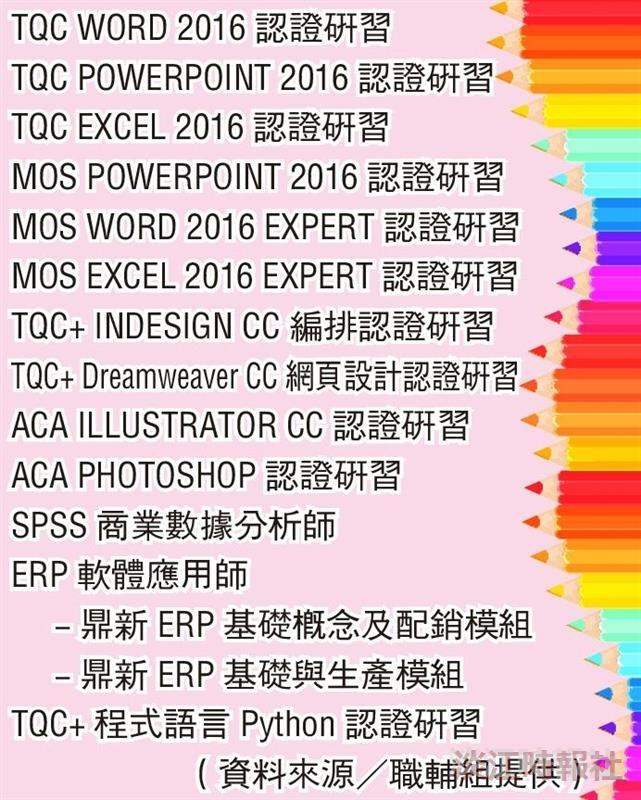 TQC WORD 2016 認證研習
TQC POWERPOINT 2016 認證研習
TQC EXCEL 2016 認證研習
MOS POWERPOINT 2016 認證研習
MOS WORD 2016 EXPERT 認證研習
MOS EXCEL 2016 EXPERT 認證研習
TQC+ INDESIGN CC 編排認證研習
TQC+ Dreamweaver CC 網頁設計認證研習
ACA ILLUSTRATOR CC 認證研習
ACA PHOTOSHOP 認證研習
SPSS 商業數據分析師
ERP 軟體應用師
– 鼎新 ERP 基礎概念及配銷模組
– 鼎新 ERP 基礎與生產模組
TQC+ 程式語言 Python 認證研習
( 資料來源／職輔組提供 )
淡江時報社